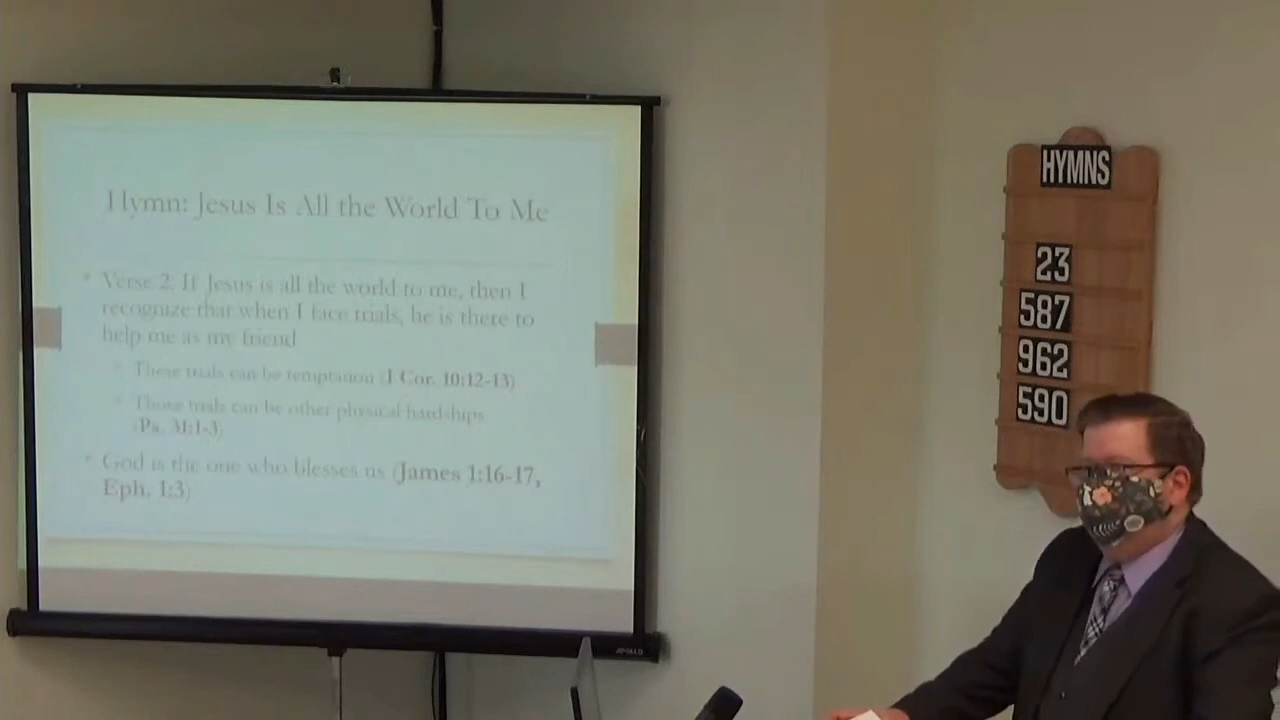 Hymn: Jesus Is All the World To Me
Verse 2: If Jesus is all the world to me, then I
recognize that when I face trials, he is there to
help me as my friend
These trials can be temptation (I Cor. 10:12-13)
Those trials can be other physical hardships
(Ps. 31:1-3)
God is the one who blesses us (James 1:16-17,
Eph. 1:3)
APOLLO
HYMNS
23
587
962
590